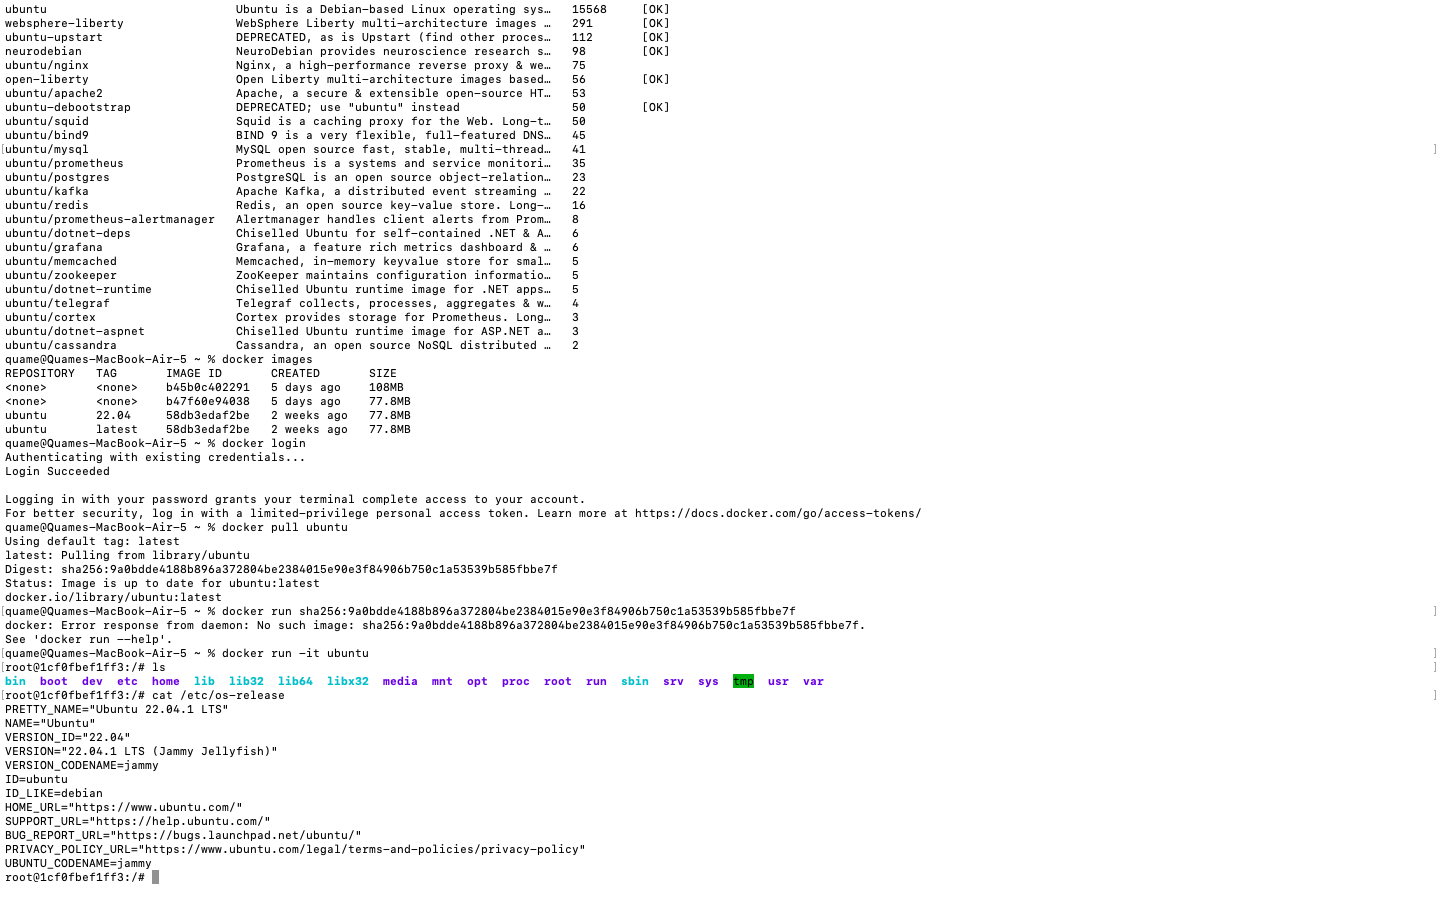 ubuntu Ubuntu is a Debian-based Linux operating sys… 15568 [OK]
websphere-liberty WebSphere Liberty multi-architecture images … 291 [OK]
ubuntu-upstart DEPRECATED, as is Upstart (find other proces… 112 [OK]
neurodebian NeuroDebian provides neuroscience research s… 98 [OK]
ubuntu/nginx Nginx, a high-performance reverse proxy & we… 75
open-liberty Open Liberty multi-architecture images based… 56 [OK]
ubuntu/apache2 Apache, a secure & extensible open-source HT… 53
ubuntu-debootstrap DEPRECATED; use "ubuntu" instead 50 [OK]
ubuntu/squid Squid is a caching proxy for the Web. Long-t… 50
ubuntu/bind9 BIND 9 is a very flexible, full-featured DNS… 45
[ubuntu/mysql MySQL open source fast, stable, multi-thread… 41 ]
ubuntu/prometheus Prometheus is a systems and service monitori… 35
ubuntu/postgres PostgreSQL is an open source object-relation… 23
ubuntu/kafka Apache Kafka, a distributed event streaming … 22
ubuntu/redis Redis, an open source key-value store. Long-… 16
ubuntu/prometheus-alertmanager Alertmanager handles client alerts from Prom… 8
ubuntu/dotnet-deps Chiselled Ubuntu for self-contained .NET & A… 6
ubuntu/grafana Grafana, a feature rich metrics dashboard & … 6
ubuntu/memcached Memcached, in-memory keyvalue store for smal… 5
ubuntu/zookeeper ZooKeeper maintains configuration informatio… 5
ubuntu/dotnet-runtime Chiselled Ubuntu runtime image for .NET apps… 5
ubuntu/telegraf Telegraf collects, processes, aggregates & w… 4
ubuntu/cortex Cortex provides storage for Prometheus. Long… 3
ubuntu/dotnet-aspnet Chiselled Ubuntu runtime image for ASP.NET a… 3
ubuntu/cassandra Cassandra, an open source NoSQL distributed … 2
quame@Quames-MacBook-Air-5 ~ % docker images
REPOSITORY TAG IMAGE ID CREATED SIZE
<none> <none> b45b0c402291 5 days ago 108MB
<none> <none> b47f60e94038 5 days ago 77.8MB
ubuntu 22.04 58db3edaf2be 2 weeks ago 77.8MB
ubuntu latest 58db3edaf2be 2 weeks ago 77.8MB
quame@Quames-MacBook-Air-5 ~ % docker login
Authenticating with existing credentials...
Login Succeeded
Logging in with your password grants your terminal complete access to your account.
For better security, log in with a limited-privilege personal access token. Learn more at https://docs.docker.com/go/access-tokens/
quame@Quames-MacBook-Air-5 ~ % docker pull ubuntu
Using default tag: latest
latest: Pulling from library/ubuntu
Digest: sha256:9a0bdde4188b896a372804be2384015e90e3f84906b750c1a53539b585fbbe7f
Status: Image is up to date for ubuntu:latest
docker.io/library/ubuntu:latest
[quame@Quames-MacBook-Air-5 ~ % docker run sha256:9a0bdde4188b896a372804be2384015e90e3f84906b750c1a53539b585fbbe7f ]
docker: Error response from daemon: No such image: sha256:9a0bdde4188b896a372804be2384015e90e3f84906b750c1a53539b585fbbe7f.
See 'docker run --help'.
[quame@Quames-MacBook-Air-5 ~ % docker run -it ubuntu ]
[root@1cf0fbef1ff3:/# ls ]
bin boot dev etc home lib lib32 lib64 libx32 media mnt opt proc root run sbin srv sys tmp usr var
[root@1cf0fbef1ff3:/# cat /etc/os-release ]
PRETTY_NAME="Ubuntu 22.04.1 LTS"
NAME="Ubuntu"
VERSION_ID="22.04"
VERSION="22.04.1 LTS (Jammy Jellyfish)"
VERSION_CODENAME=jammy
ID=ubuntu
ID_LIKE=debian
HOME_URL="https://www.ubuntu.com/"
SUPPORT_URL="https://help.ubuntu.com/"
BUG_REPORT_URL="https://bugs.launchpad.net/ubuntu/"
PRIVACY_POLICY_URL="https://www.ubuntu.com/legal/terms-and-policies/privacy-policy"
UBUNTU_CODENAME=jammy
root@1cf0fbef1ff3:/#